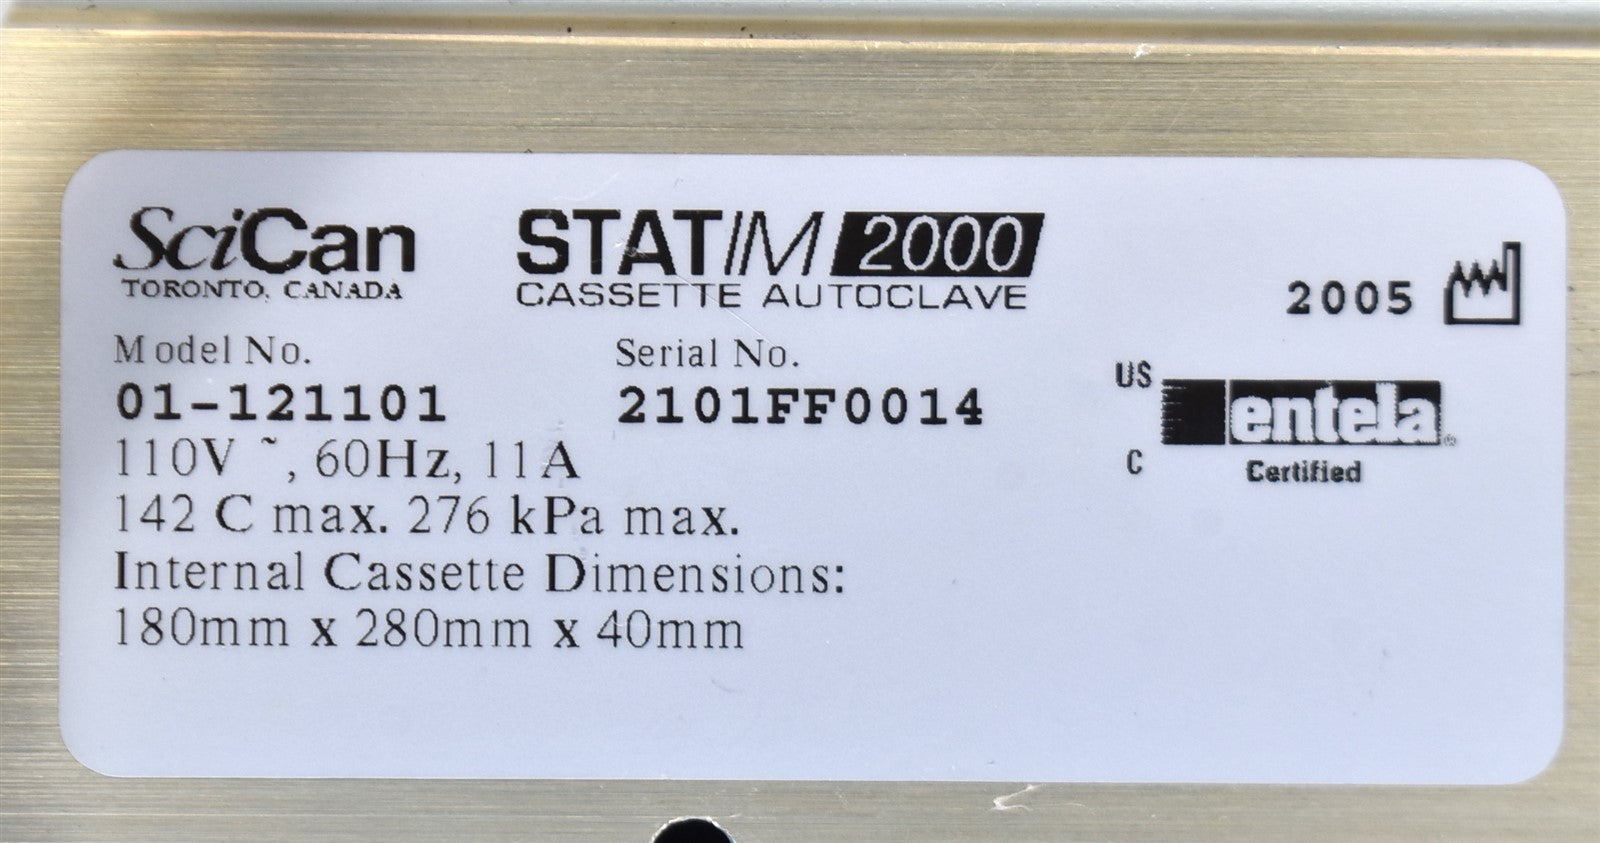 SciCan
TORONTO, CANADA
STATIM 2000
CASSETTE AUTOCLAVE
2005
Model No.
01-121101
Serial No.
2101FF0014
110V ~, 60Hz, 11A
142 C max. 276 kPa max.
Internal Cassette Dimensions:
180mm x 280mm x 40mm
US
entela®
C
Certified